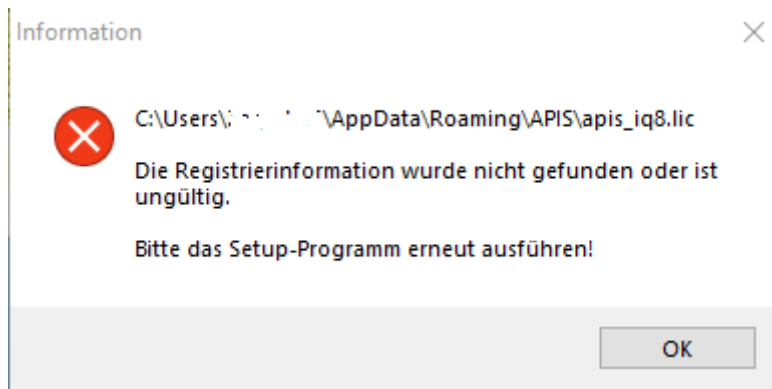 Information
C:\Users\ \AppData\Roaming\APIS\apis_iq8.lic
Die Registrierinformation wurde nicht gefunden oder ist
ungültig.
Bitte das Setup-Programm erneut ausführen!
OK